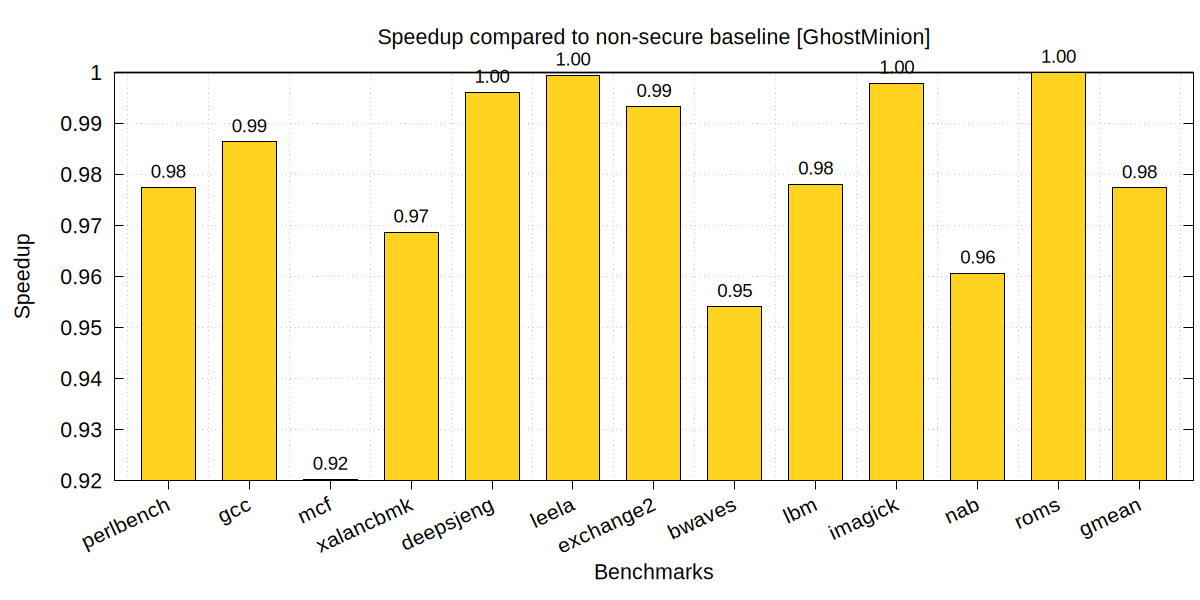 Speedup compared to non-secure baseline [GhostMinion]
1
0.99
0.98
0.97
0.96
0.95
0.94
0.93
0.92
Speedup
0.98
0.99
0.92
0.97
1.00
1.00
0.99
0.95
0.98
1.00
0.96
1.00
0.98
perlbench
gcc
mcf
xalancbmk
deepsjeng
leela
exchange2
bwaves
lbm
imagick
nab
roms
gmean
Benchmarks